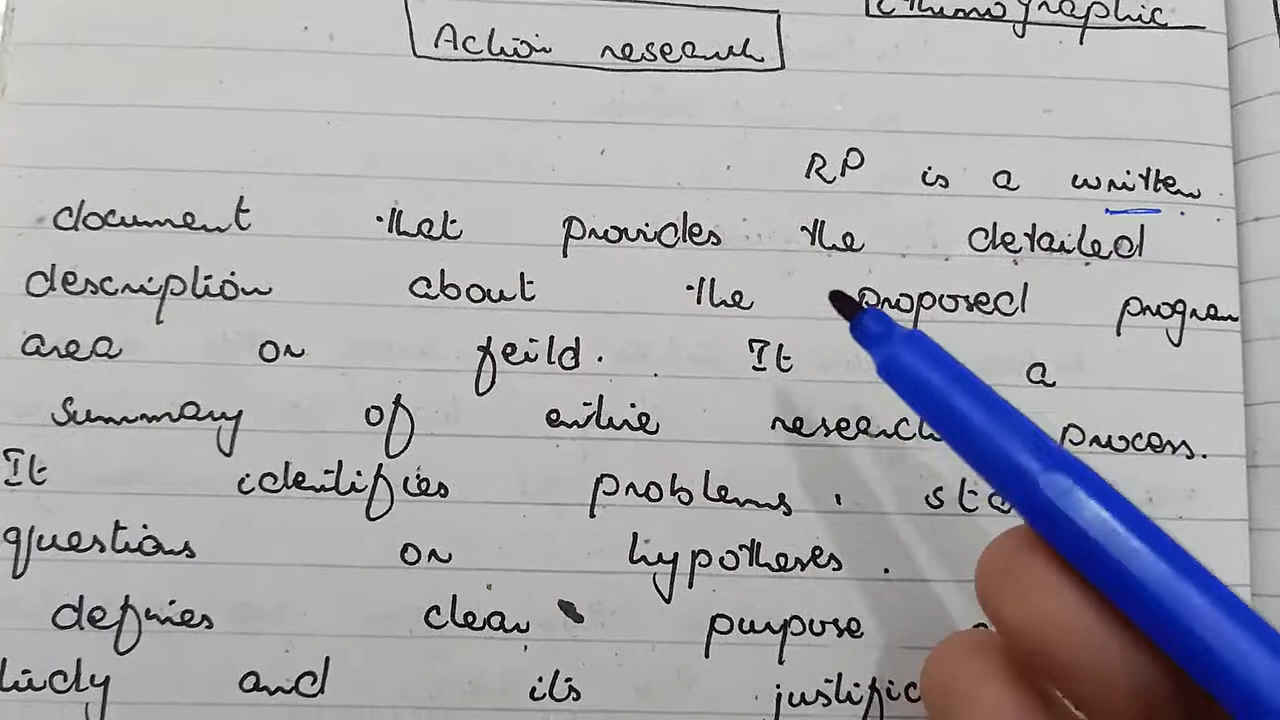 Action research
RP is a written
document that provides the detailed
description about the proposed program
area or feild. It a
summary of entire research process.
It identifies problems,
questions or hypotheses.
defines clear purpose
and its